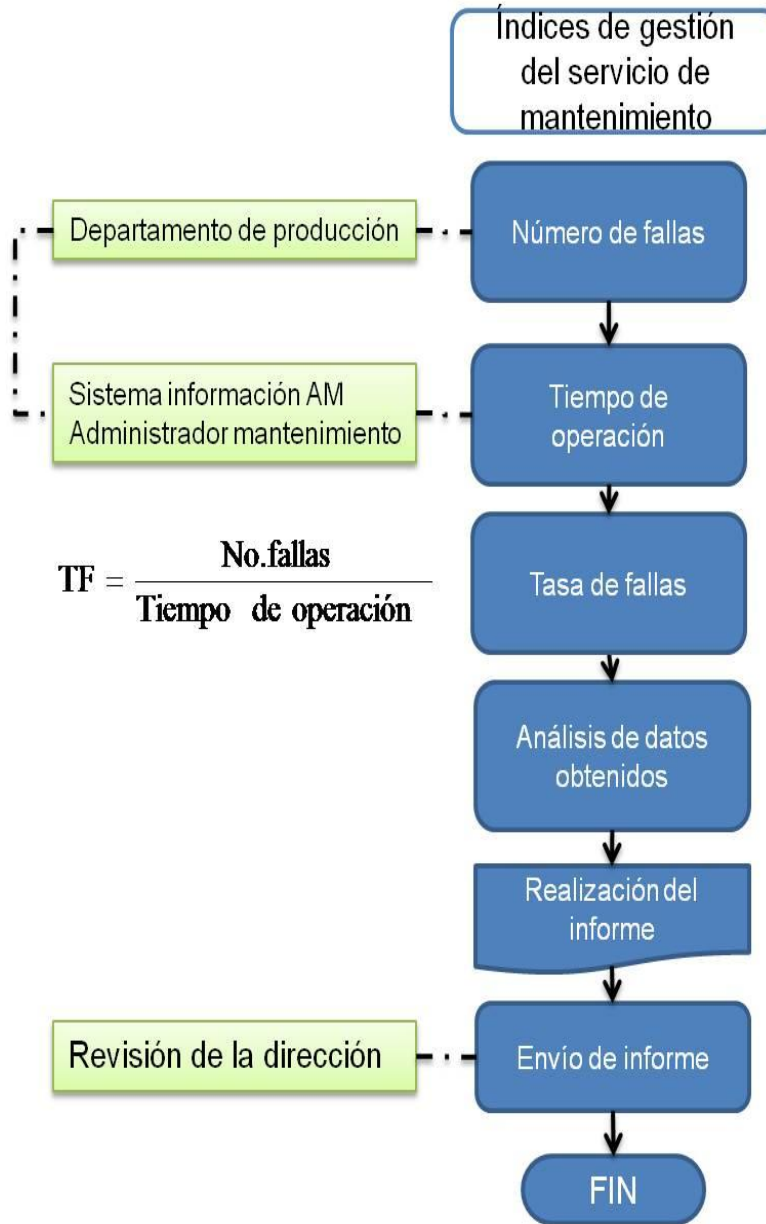 Índices de gestión
del servicio de
mantenimiento
Departamento de producción
Número de fallas
Sistema información AM
Administrador mantenimiento
Tiempo de
operación
TF = No.fallas
Tiempo de operación
Tasa de fallas
Análisis de datos
obtenidos
Realización del
informe
Revisión de la dirección
Envío de informe
FIN